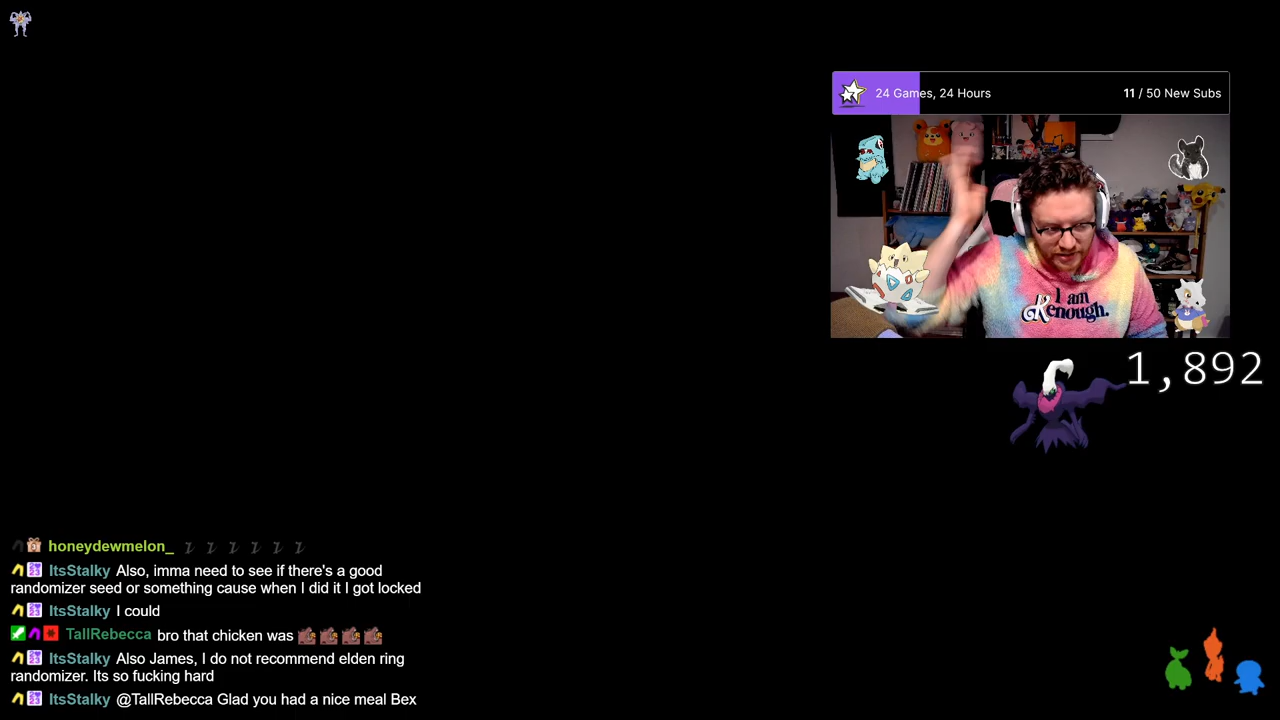 24 Games, 24 Hours 11 / 50 New Subs
I am
Kenough.
1,892
honeydewmelon_
ItsStalky Also, imma need to see if there's a good
randomizer seed or something cause when I did it I got locked
ItsStalky I could
TallRebecca bro that chicken was
ItsStalky Also James, I do not recommend elden ring
randomizer. Its so fucking hard
ItsStalky @TallRebecca Glad you had a nice meal Bex